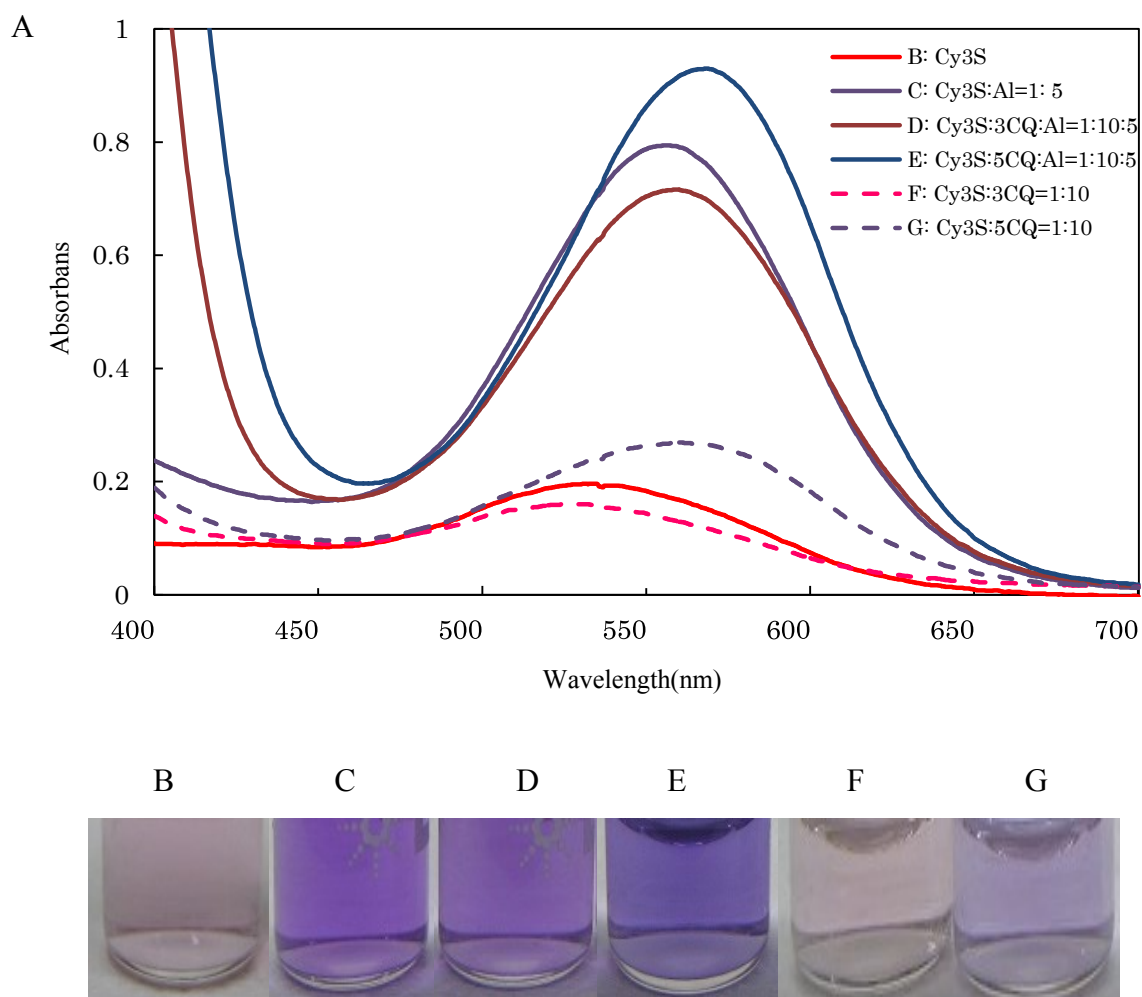 A
1
0.8
0.6
0.4
0.2
0
Absorbans
400 450 500 550 600 650 700
Wavelength(nm)
B: Cy3S
C: Cy3S:Al=1: 5
D: Cy3S:3CQ:Al=1:10:5
E: Cy3S:5CQ:Al=1:10:5
F: Cy3S:3CQ=1:10
G: Cy3S:5CQ=1:10
B C D E F G